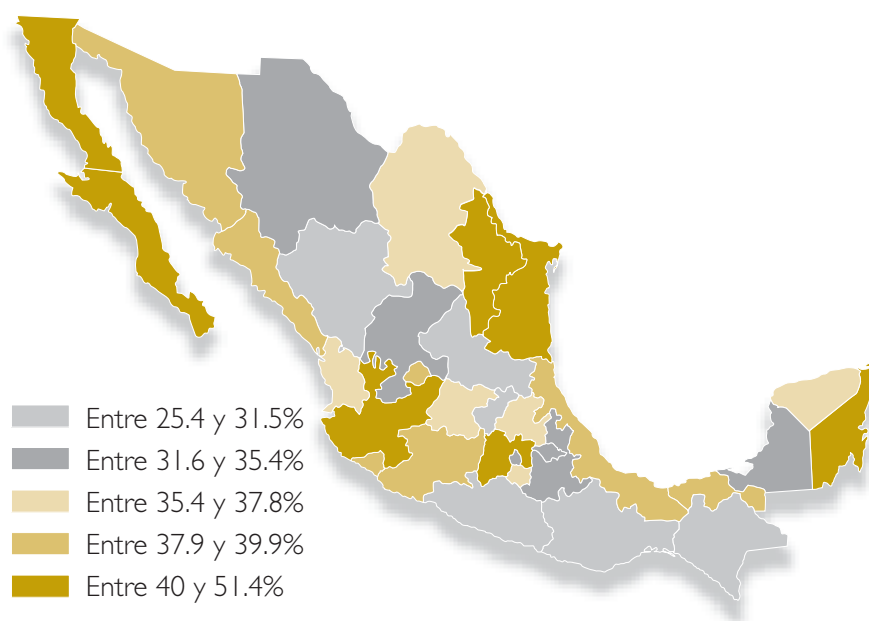 Entre 25.4 y 31.5%
Entre 31.6 y 35.4%
Entre 35.4 y 37.8%
Entre 37.9 y 39.9%
Entre 40 y 51.4%